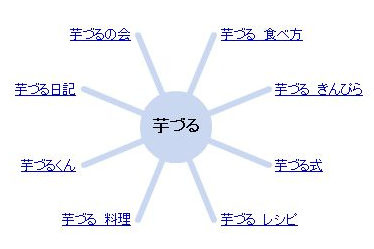 芋づるの会
芋づる 食べ方
芋づる日記
芋づる きんぴら
芋づる
芋づるくん
芋づる式
芋づる 料理
芋づる レシピ